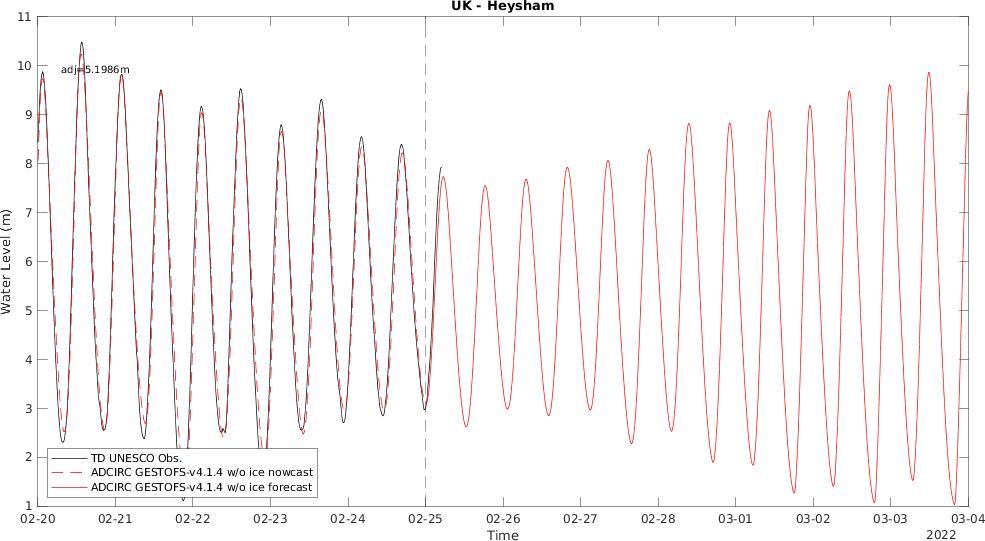 UK - Heysham
11
10
9
8
7
6
5
4
3
2
1
Water Level (m)
adj=5.1986m
TD UNESCO Obs.
ADCIRC GESTOFS-v4.1.4 w/o ice nowcast
ADCIRC GESTOFS-v4.1.4 w/o ice forecast
02-20 02-21 02-22 02-23 02-24 02-25 02-26 02-27 02-28 03-01 03-02 03-03 03-04
Time
2022